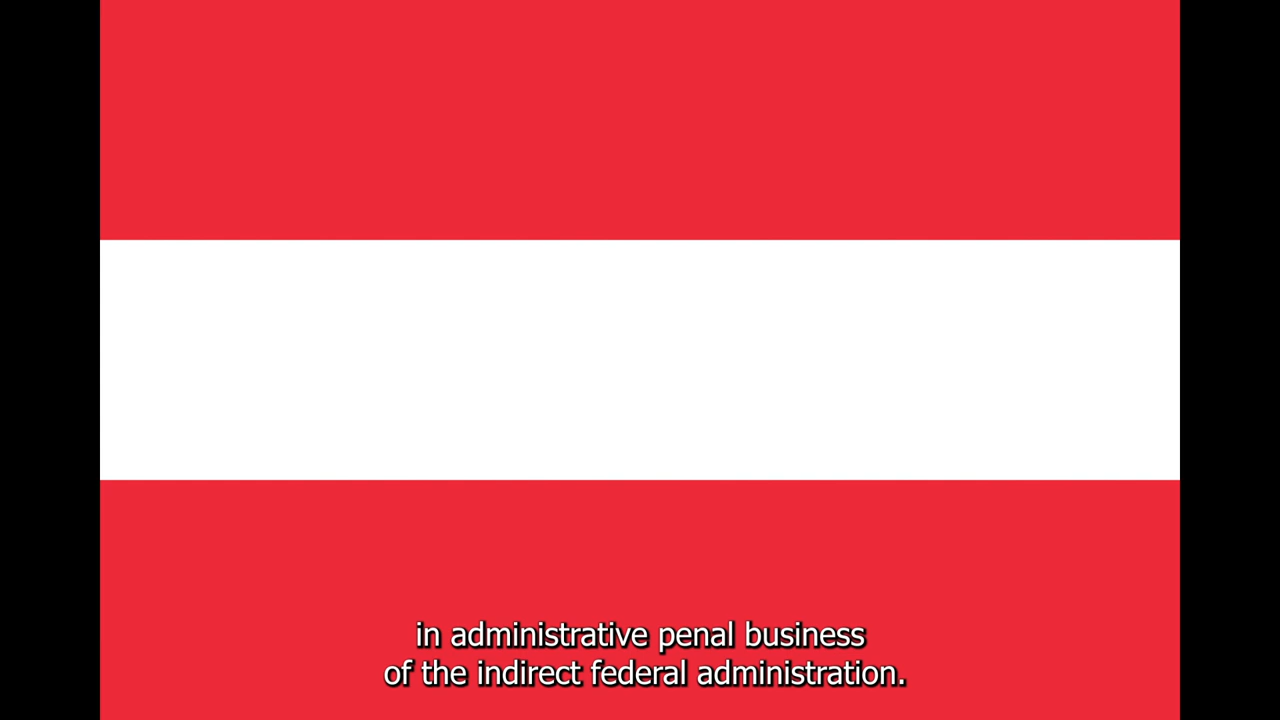 in administrative penal business
of the indirect federal administration.